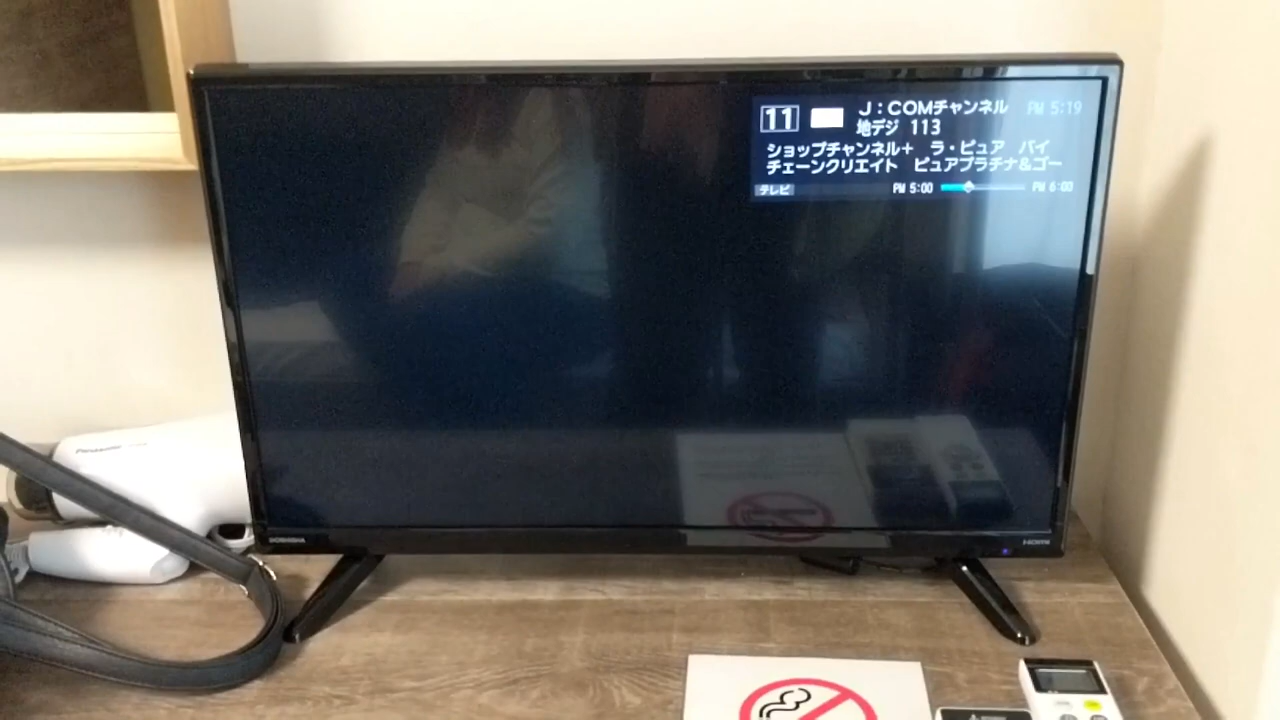 11
J:COMチャンネル PM 5:19
地デジ 113
ショップチャンネル+ ラ・ピュア バイ
チェーンクリエイト ピュアプラチナ&ゴー
テレビ PM 5:00 PM 6:00
Panasonic
DOSHISHA
HDMI